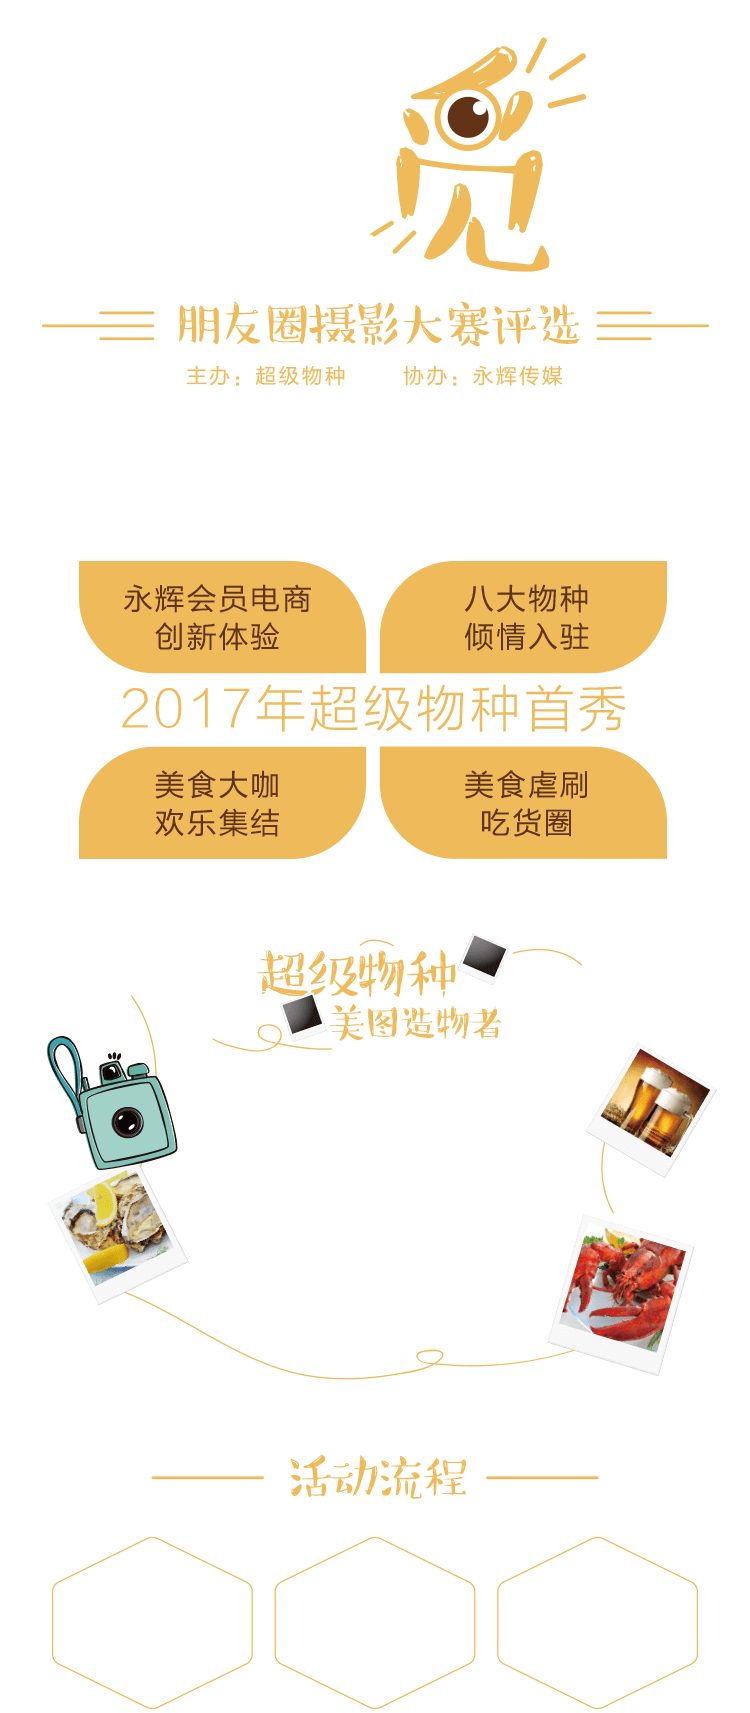 觅
朋友圈摄影大赛评选
主办：超级物种 协办：永辉传媒
永辉会员电商
创新体验
八大物种
倾情入驻
2017年超级物种首秀
美食大咖
欢乐集结
美食虐刷
吃货圈
超级物种
美图造物者
活动流程